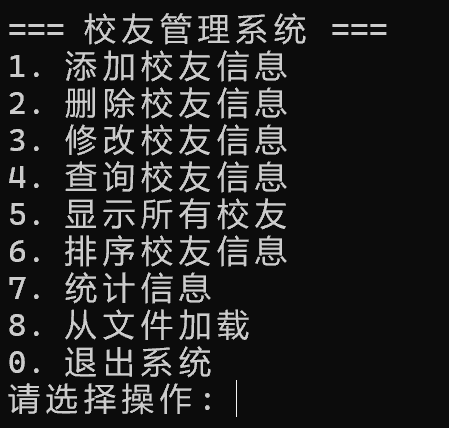 === 校友管理系统 ===
1. 添加校友信息
2. 删除校友信息
3. 修改校友信息
4. 查询校友信息
5. 显示所有校友
6. 排序校友信息
7. 统计信息
8. 从文件加载
0. 退出系统
请选择操作：